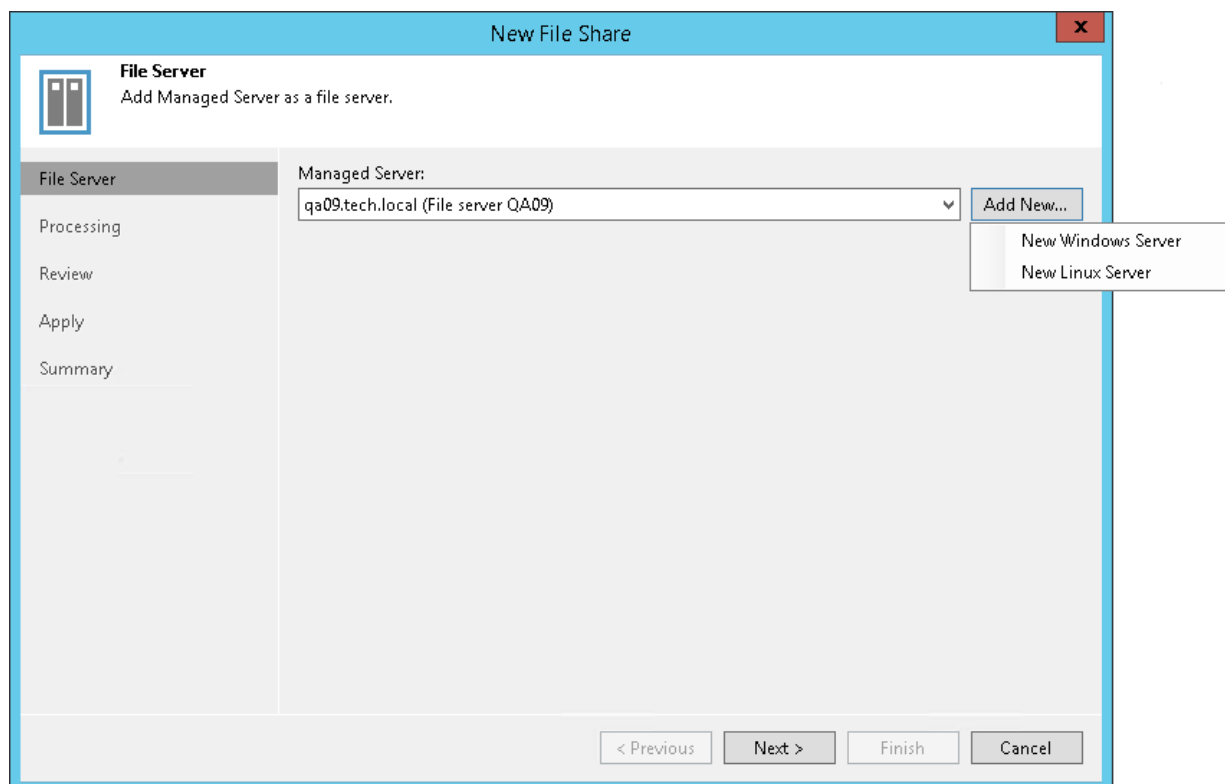 New File Share
x
File Server
Add Managed Server as a file server.
File Server
Processing
Review
Apply
Summary
Managed Server:
qa09.tech.local (File server QA09)
Add New...
New Windows Server
New Linux Server
< Previous
Next >
Finish
Cancel